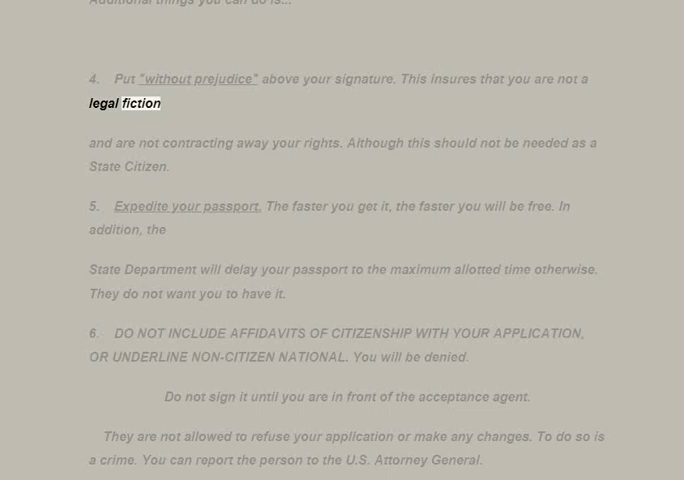 Additional things you can do is...
4. Put "without prejudice" above your signature. This insures that you are not a
legal fiction
and are not contracting away your rights. Although this should not be needed as a
State Citizen.
5. Expedite your passport. The faster you get it, the faster you will be free. In
addition, the
State Department will delay your passport to the maximum allotted time otherwise.
They do not want you to have it.
6. DO NOT INCLUDE AFFIDAVITS OF CITIZENSHIP WITH YOUR APPLICATION,
OR UNDERLINE NON-CITIZEN NATIONAL. You will be denied.
Do not sign it until you are in front of the acceptance agent.
They are not allowed to refuse your application or make any changes. To do so is
a crime. You can report the person to the U.S. Attorney General.